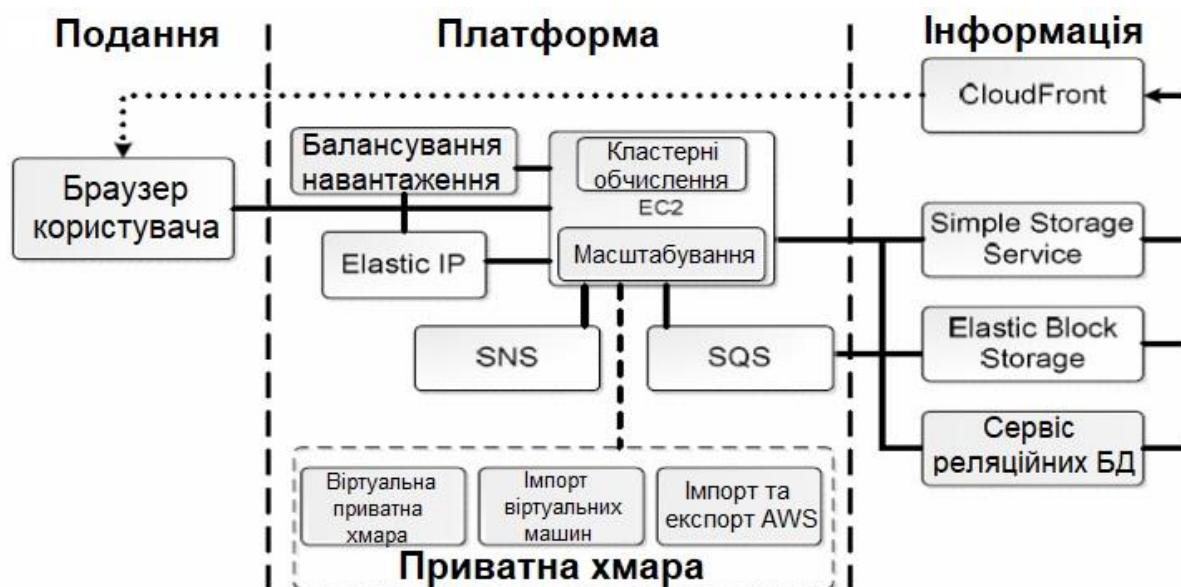 Подання
Платформа
Інформація
CloudFront
Балансування
навантаження
Кластерні
обчислення
EC2
Масштабування
Браузер
користувача
Elastic IP
Simple Storage
Service
SNS
SQS
Elastic Block
Storage
Сервіс
реляційних БД
Віртуальна
приватна
хмара
Імпорт
віртуальних
машин
Імпорт та
експорт AWS
Приватна хмара